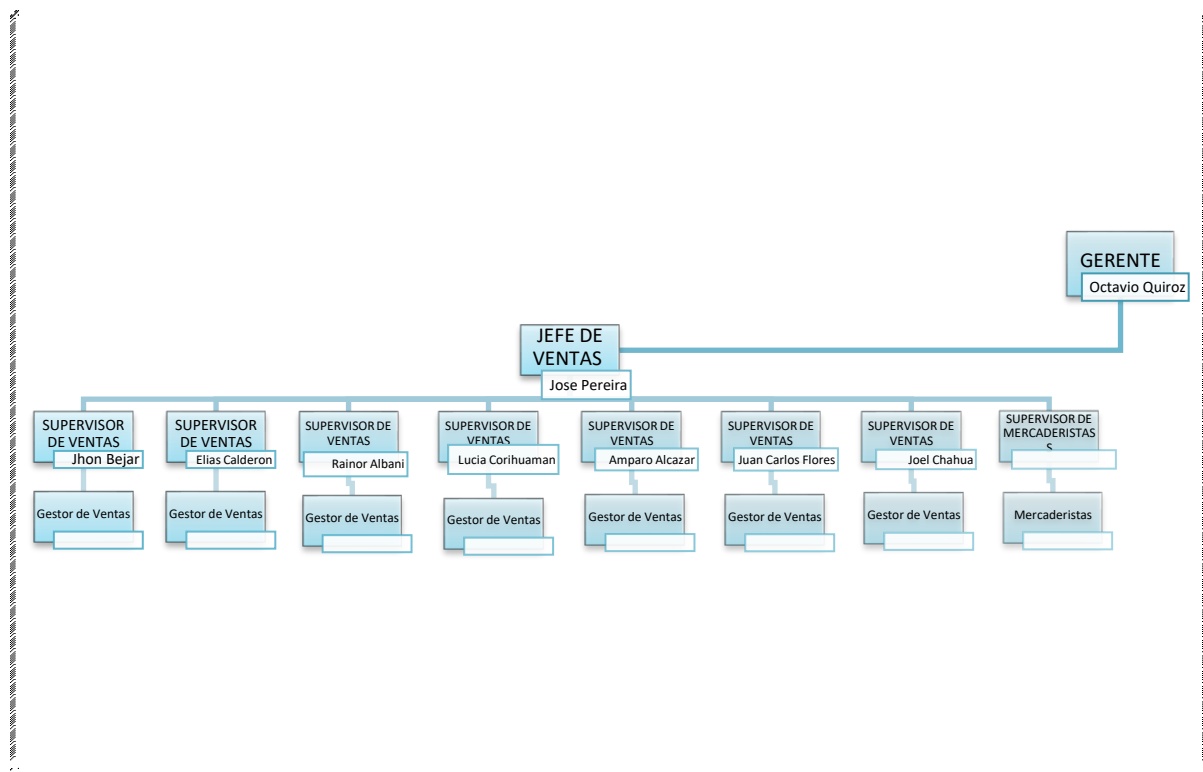 GERENTE
Octavio Quiroz
JEFE DE
VENTAS
Jose Pereira
SUPERVISOR
DE VENTAS
Jhon Bejar
SUPERVISOR
DE VENTAS
Elias Calderon
SUPERVISOR DE
VENTAS
Rainor Albani
SUPERVISOR DE
VENTAS
Lucia Corihuaman
SUPERVISOR DE
VENTAS
Amparo Alcazar
SUPERVISOR DE
VENTAS
Juan Carlos Flores
SUPERVISOR DE
VENTAS
Joel Chahua
SUPERVISOR DE
MERCADERISTAS
S
Gestor de Ventas
Gestor de Ventas
Gestor de Ventas
Gestor de Ventas
Gestor de Ventas
Gestor de Ventas
Gestor de Ventas
Mercaderistas